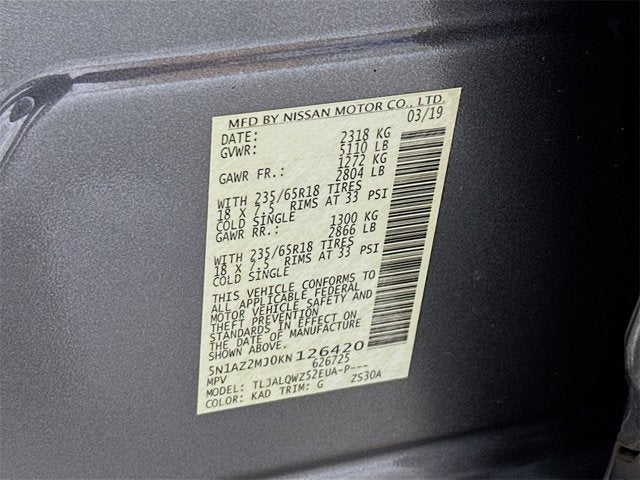 MFD BY NISSAN MOTOR CO., LTD.
DATE: 03/19
GVWR: 2318 KG
5110 LB
GAWR FR.: 1272 KG
2804 LB
WITH 235/65R18 TIRES
18 X 7.5 RIMS AT 33 PSI
COLD SINGLE
GAWR RR.: 1300 KG
2866 LB
WITH 235/65R18 TIRES
18 X 7.5 RIMS AT 33 PSI
COLD SINGLE
THIS VEHICLE CONFORMS TO
ALL APPLICABLE FEDERAL
MOTOR VEHICLE SAFETY AND
THEFT PREVENTION
STANDARDS IN EFFECT ON
THE DATE OF MANUFACTURE
SHOWN ABOVE.
5N1AZ2MJ0KN126420
MPV 626725
MODEL: TLJALQWZ52EUA-P---
COLOR: KAD TRIM: G ZS30A